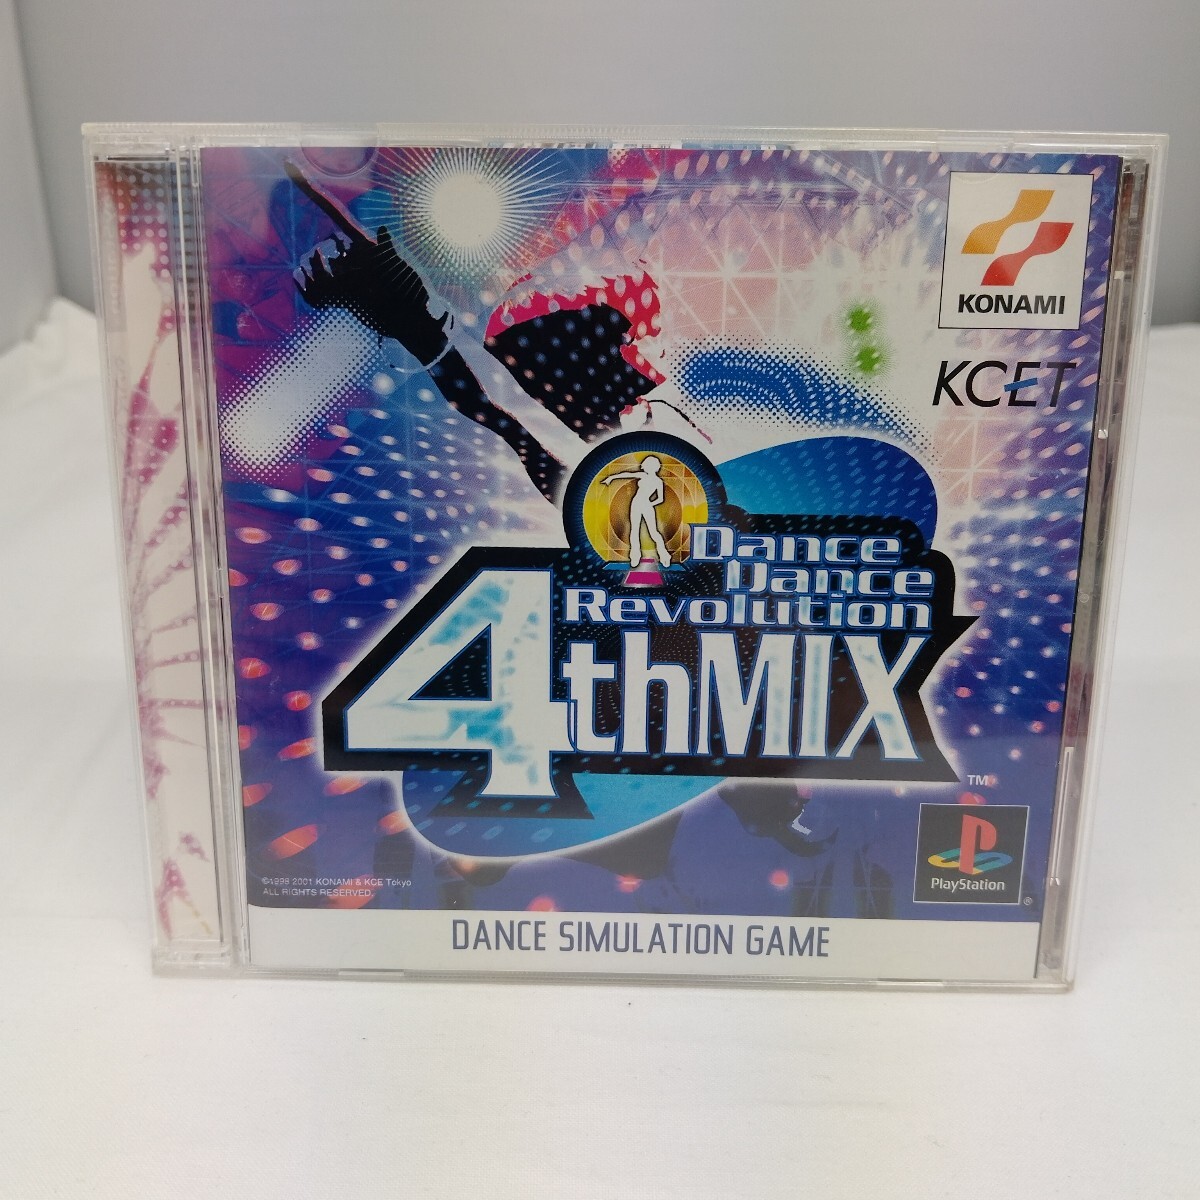 KONAMI
KCET
Dance
Dance
Revolution
4thMIX
TM
PlayStation
®
©1998 2001 KONAMI & KCE Tokyo
ALL RIGHTS RESERVED.
DANCE SIMULATION GAME